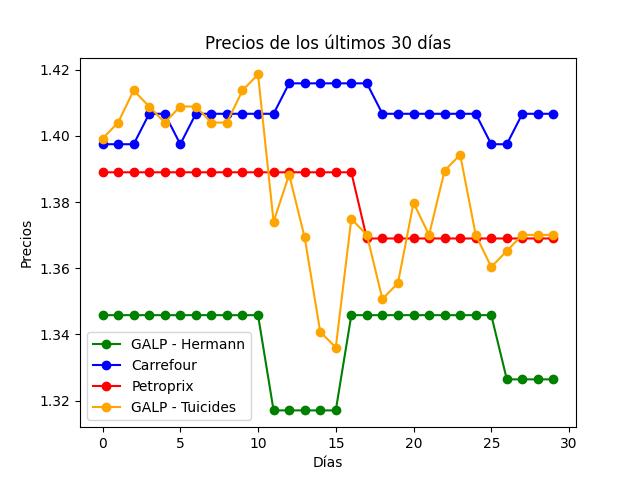 Precios de los últimos 30 días
1.42
1.40
1.38
1.36
1.34
1.32
Precios
GALP - Hermann
Carrefour
Petroprix
GALP - Tuicides
0 5 10 15 20 25 30
Días